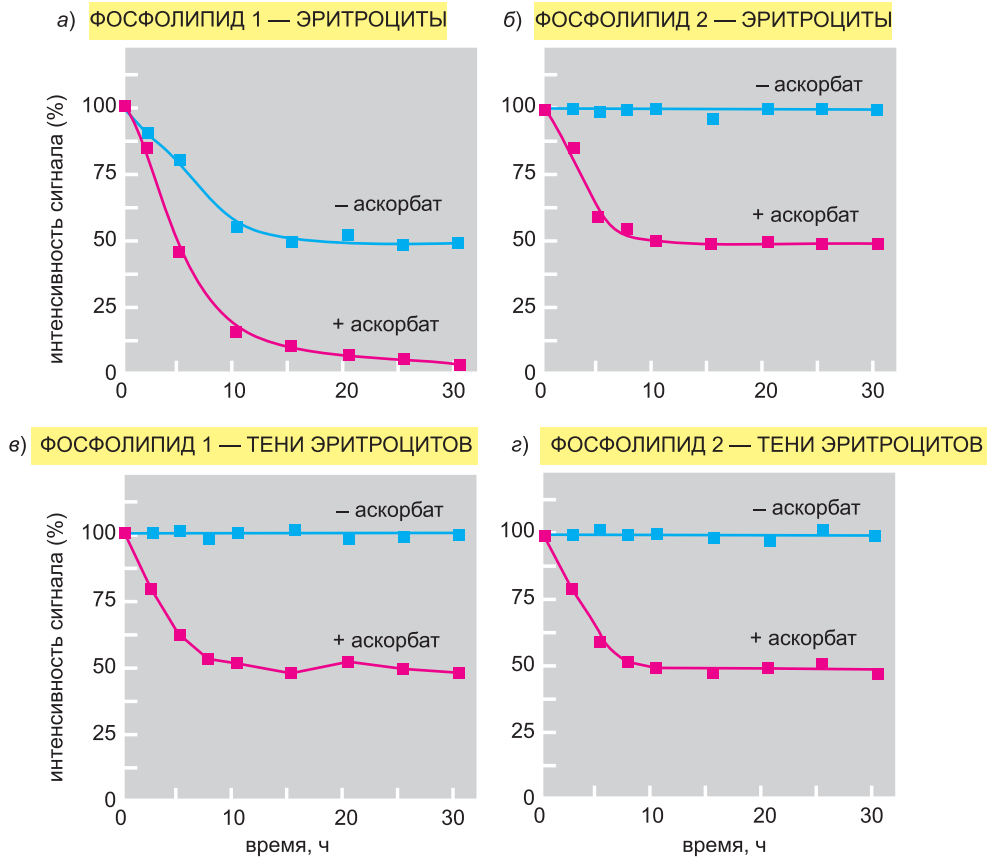 а) ФОСФОЛИПИД 1 — ЭРИТРОЦИТЫ
интенсивность сигнала (%)
100
75
50
25
0
– аскорбат
+ аскорбат
0 10 20 30
б) ФОСФОЛИПИД 2 — ЭРИТРОЦИТЫ
100
75
50
25
0
– аскорбат
+ аскорбат
0 10 20 30
в) ФОСФОЛИПИД 1 — ТЕНИ ЭРИТРОЦИТОВ
интенсивность сигнала (%)
100
75
50
25
0
– аскорбат
+ аскорбат
0 10 20 30
время, ч
г) ФОСФОЛИПИД 2 — ТЕНИ ЭРИТРОЦИТОВ
100
75
50
25
0
– аскорбат
+ аскорбат
0 10 20 30
время, ч